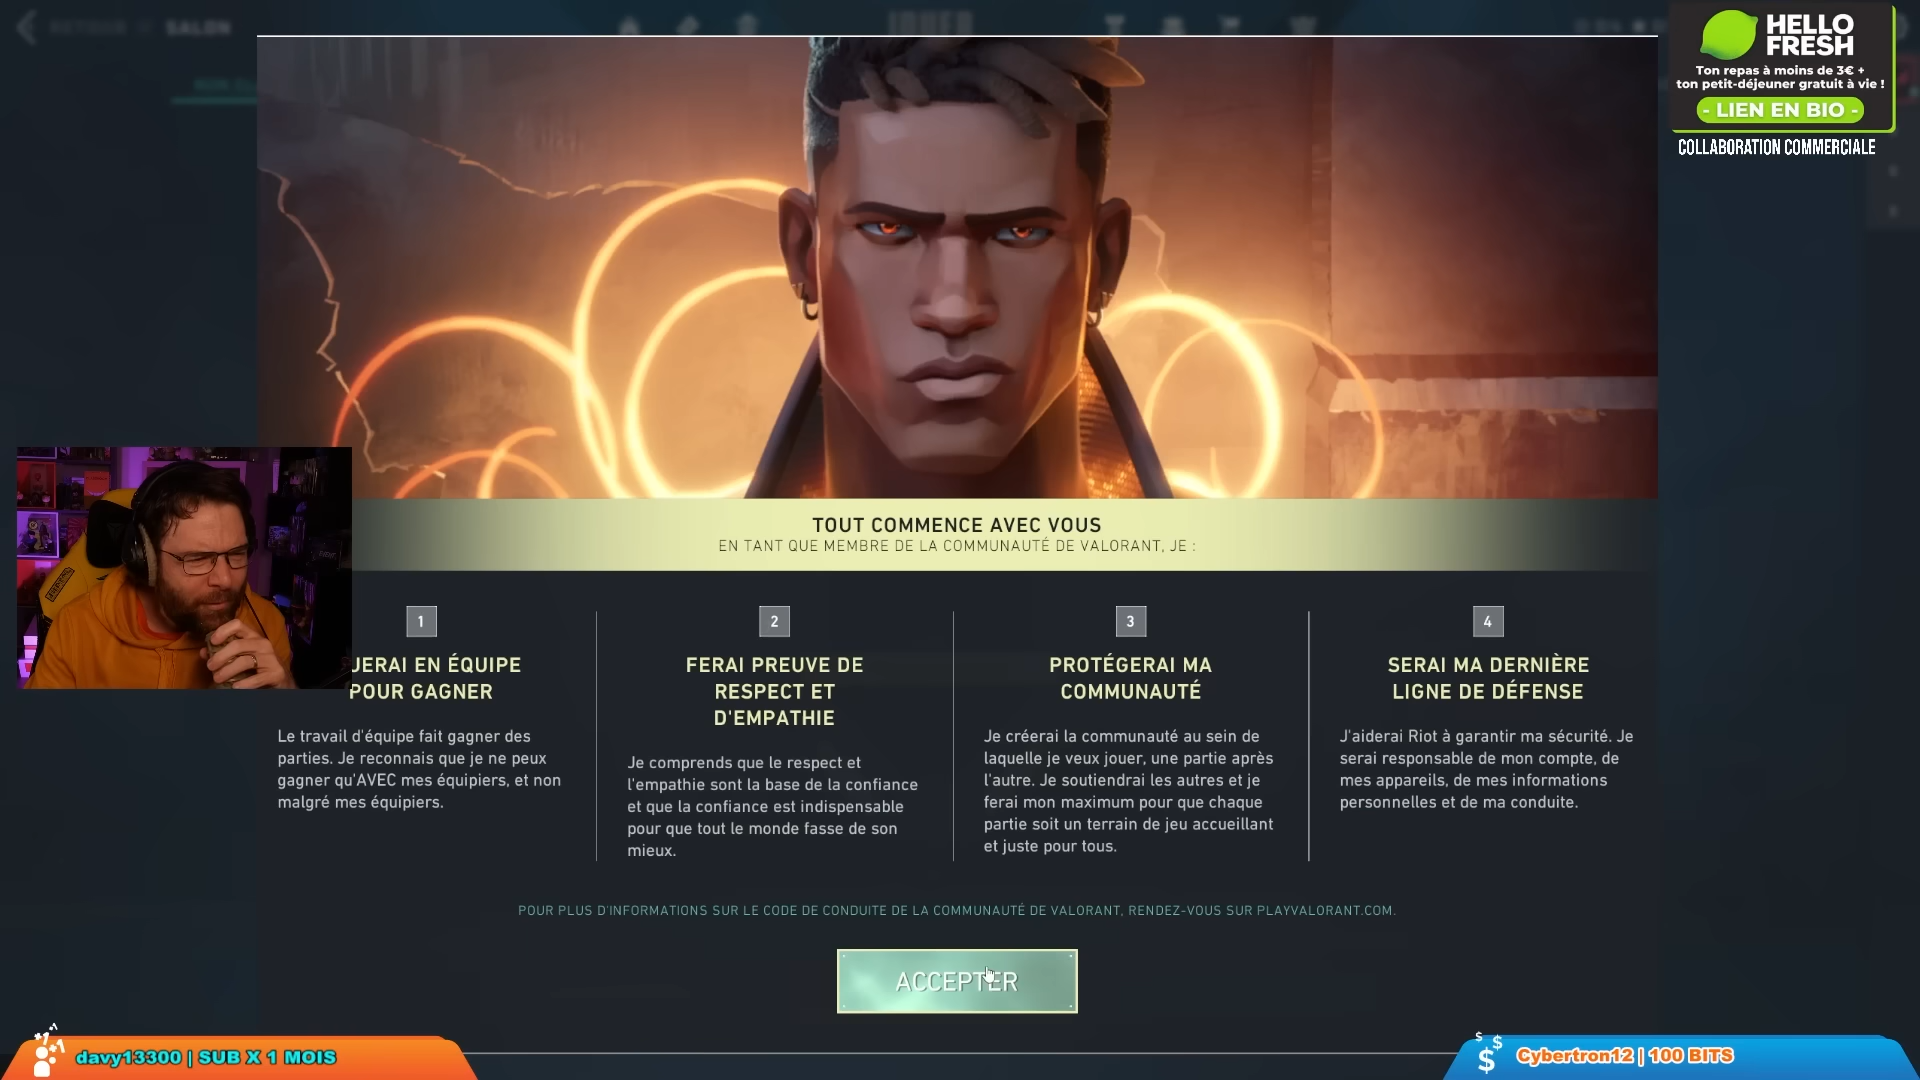 RETOUR
SALON
JOUER
HELLO
FRESH
Ton repas à moins de 3€ +
ton petit-déjeuner gratuit à vie !
- LIEN EN BIO -
COLLABORATION COMMERCIALE
TOUT COMMENCE AVEC VOUS
EN TANT QUE MEMBRE DE LA COMMUNAUTÉ DE VALORANT, JE :
1
UERAI EN ÉQUIPE
POUR GAGNER
Le travail d'équipe fait gagner des
parties. Je reconnais que je ne peux
gagner qu'AVEC mes équipiers, et non
malgré mes équipiers.
2
FERAI PREUVE DE
RESPECT ET
D'EMPATHIE
Je comprends que le respect et
l'empathie sont la base de la confiance
et que la confiance est indispensable
pour que tout le monde fasse de son
mieux.
3
PROTÉGERAI MA
COMMUNAUTÉ
Je créerai la communauté au sein de
laquelle je veux jouer, une partie après
l'autre. Je soutiendrai les autres et je
ferai mon maximum pour que chaque
partie soit un terrain de jeu accueillant
et juste pour tous.
4
SERAI MA DERNIÈRE
LIGNE DE DÉFENSE
J'aiderai Riot à garantir ma sécurité. Je
serai responsable de mon compte, de
mes appareils, de mes informations
personnelles et de ma conduite.
POUR PLUS D'INFORMATIONS SUR LE CODE DE CONDUITE DE LA COMMUNAUTÉ DE VALORANT, RENDEZ-VOUS SUR PLAYVALORANT.COM.
ACCEPTER
davy13300 | SUB X 1 MOIS
Cybertron12 | 100 BITS